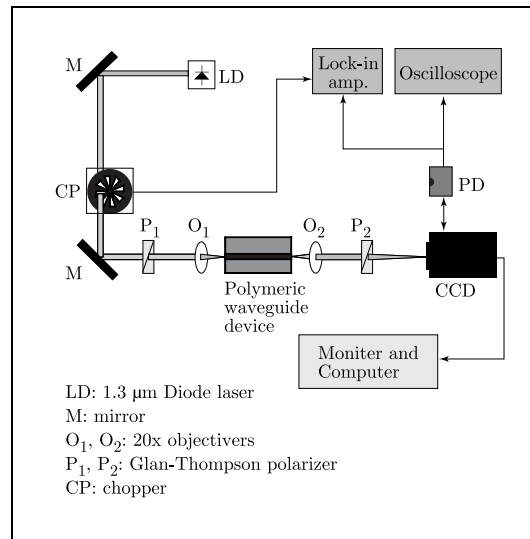 M
LD
Lock-in
amp.
Oscilloscope
CP
PD
P1
O1
O2
P2
M
Polymeric
waveguide
device
CCD
Moniter and
Computer
LD: 1.3 µm Diode laser
M: mirror
O1, O2: 20x objectivers
P1, P2: Glan-Thompson polarizer
CP: chopper